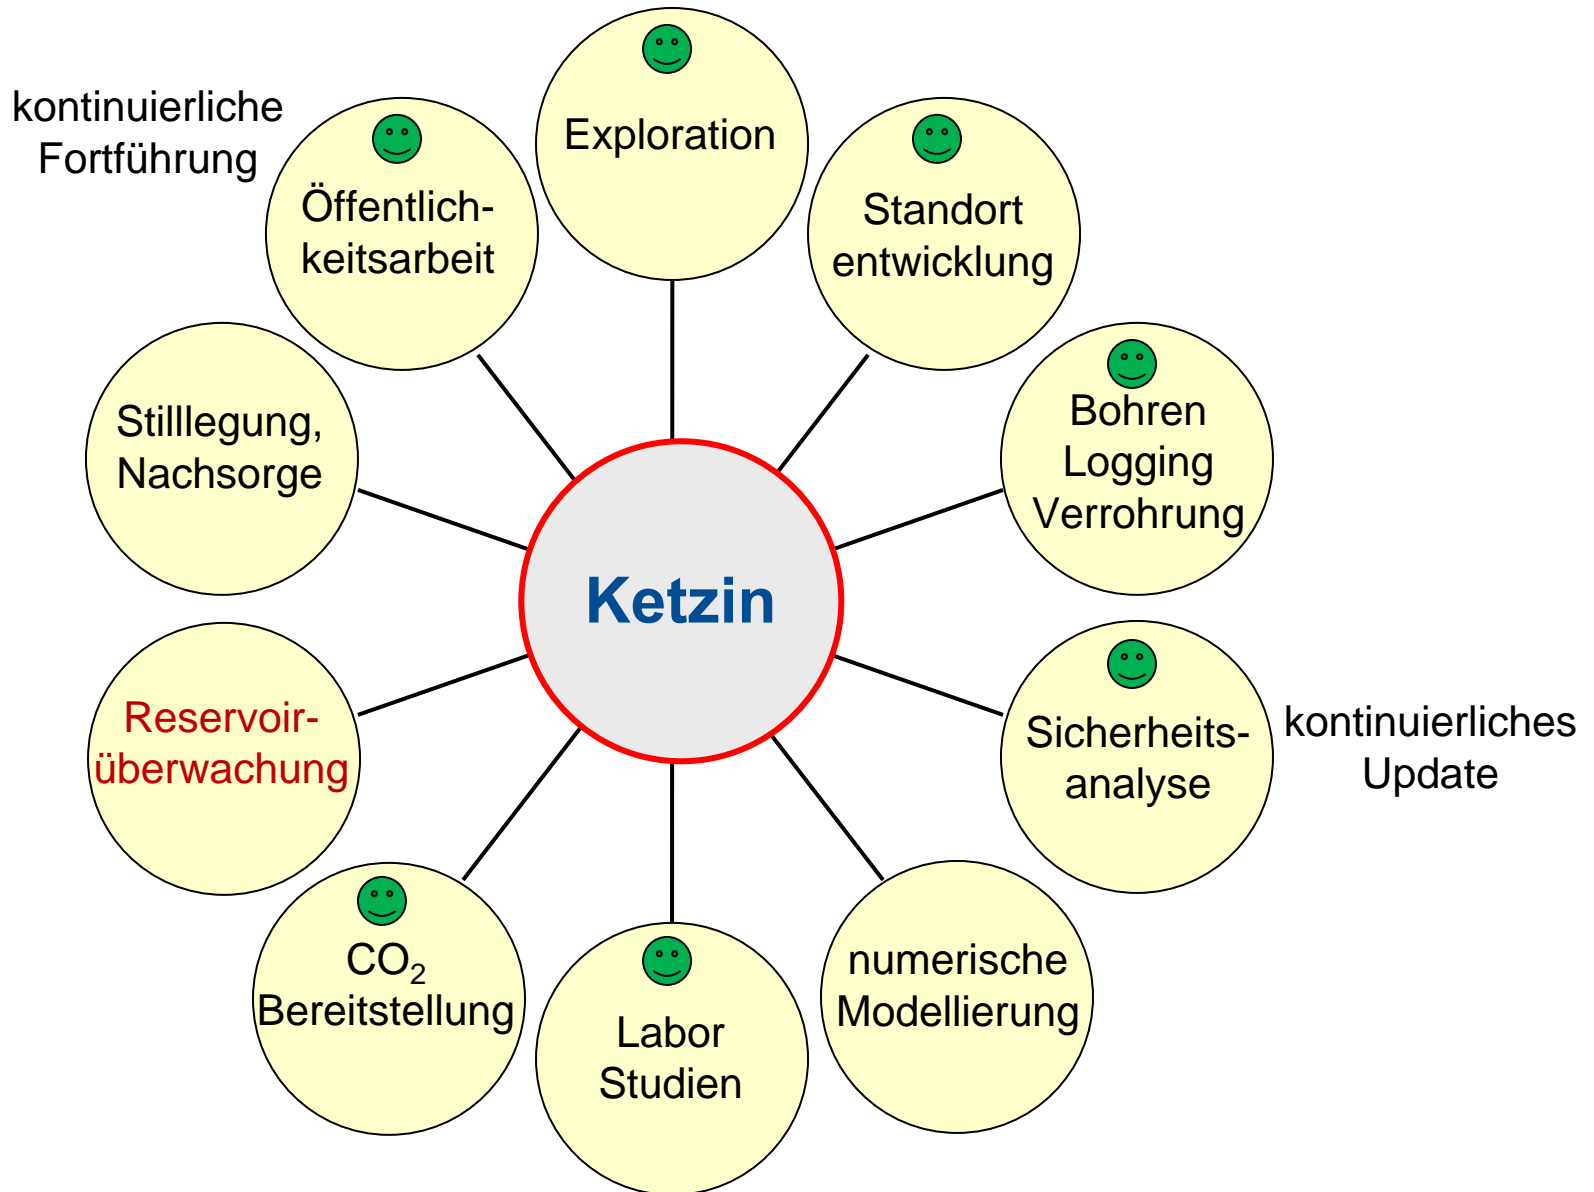 kontinuierliche
Fortführung
Exploration
Öffentlich-
keitsarbeit
Standort
entwicklung
Stilllegung,
Nachsorge
Bohren
Logging
Verrohrung
Ketzin
Reservoir-
überwachung
Sicherheits-
analyse
kontinuierliches
Update
CO₂
Bereitstellung
Labor
Studien
numerische
Modellierung